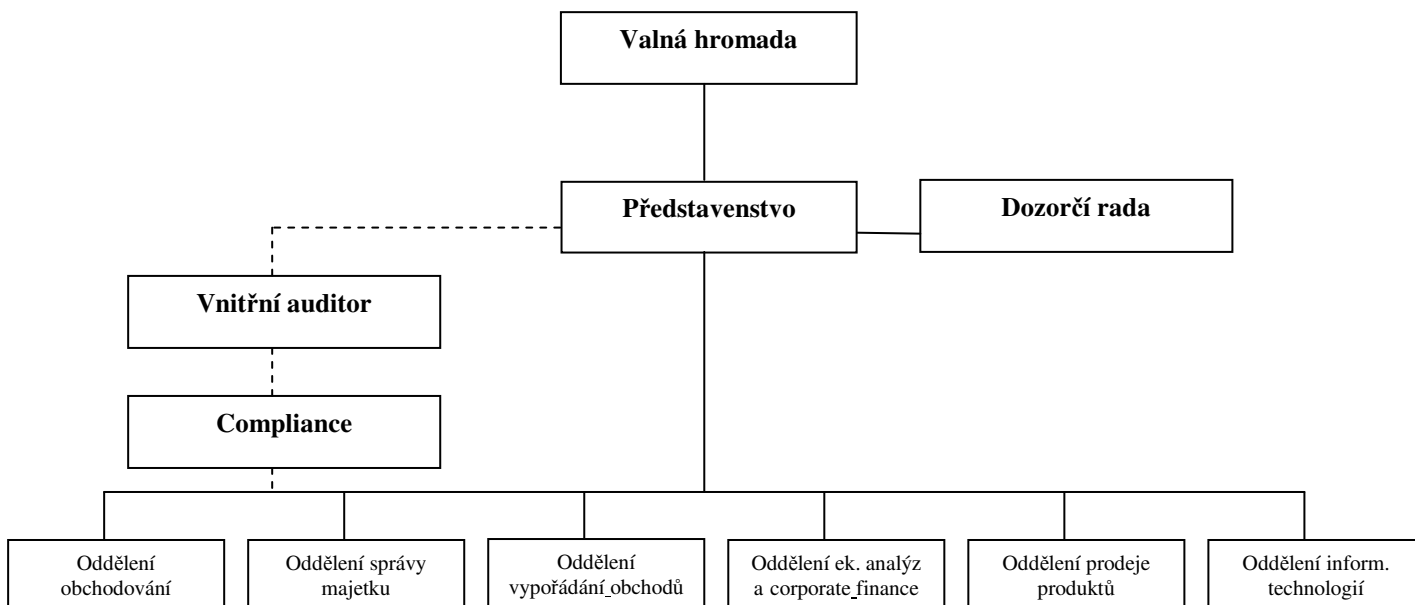 Valná hromada
Představenstvo
Dozorčí rada
Vnitřní auditor
Compliance
Oddělení
obchodování
Oddělení správy
majetku
Oddělení
vypořádání obchodů
Oddělení ek. analýz
a corporate finance
Oddělení prodeje
produktů
Oddělení inform.
technologií